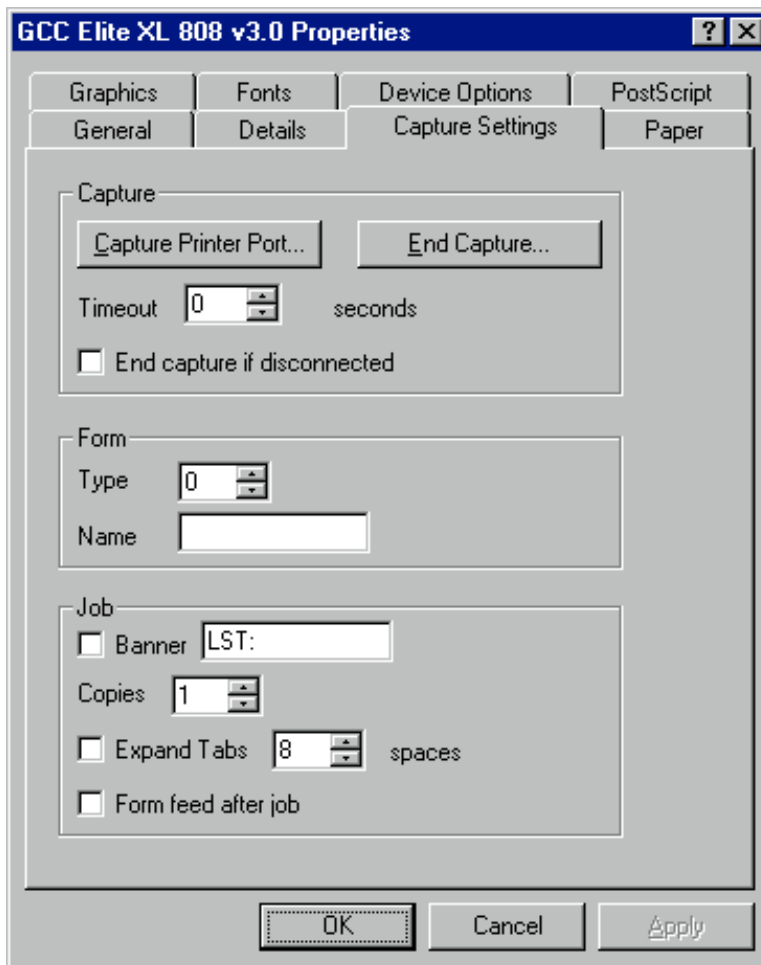 GCC Elite XL 808 v3.0 Properties
Graphics Fonts Device Options PostScript
General Details Capture Settings Paper
Capture
Capture Printer Port... End Capture...
Timeout 0 seconds
End capture if disconnected
Form
Type 0
Name
Job
Banner LST:
Copies 1
Expand Tabs 8 spaces
Form feed after job
OK Cancel Apply